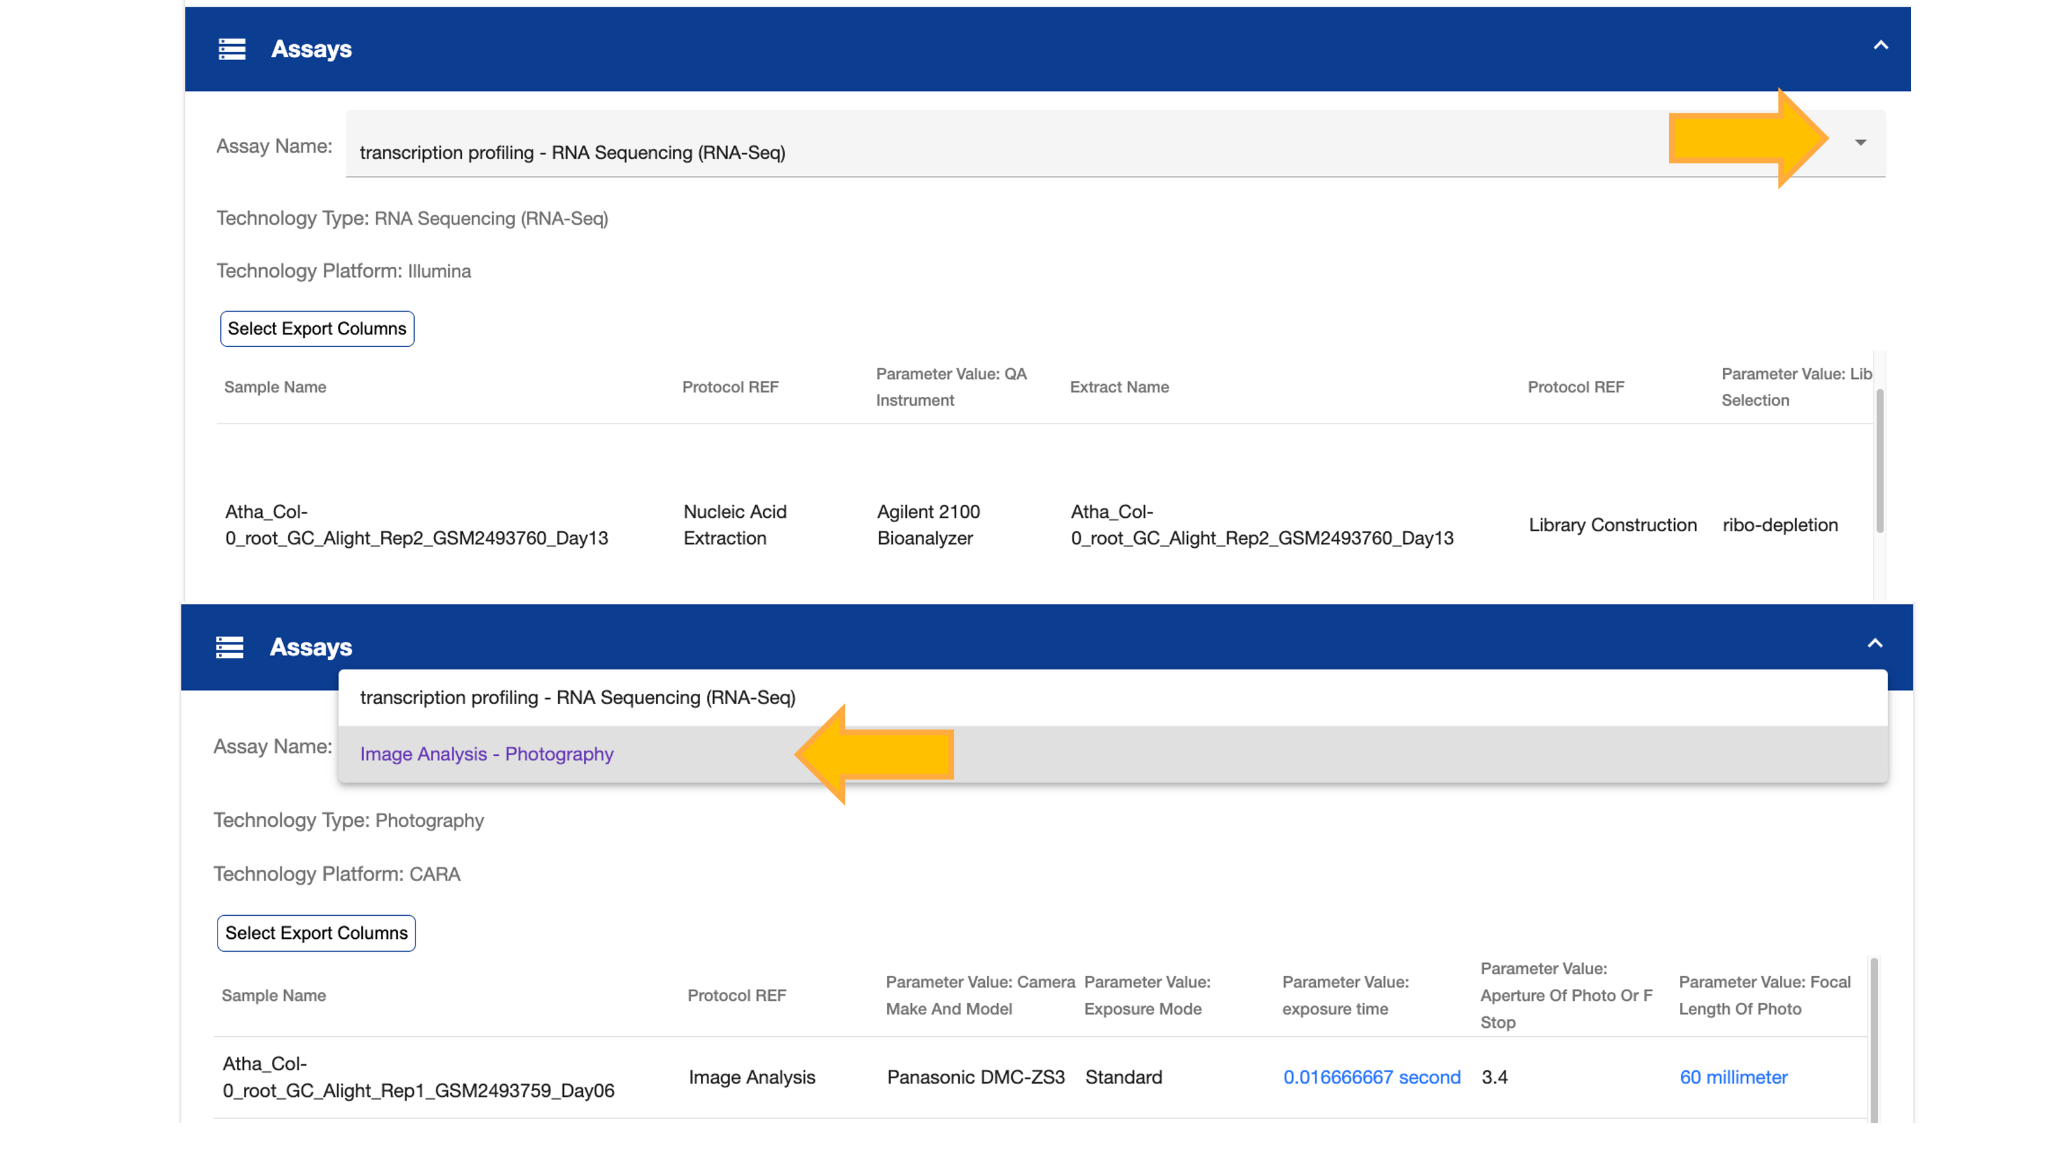 Assays
Assay Name:
transcription profiling - RNA Sequencing (RNA-Seq)
Technology Type: RNA Sequencing (RNA-Seq)
Technology Platform: Illumina
Select Export Columns
Sample Name
Protocol REF
Parameter Value: QA
Instrument
Extract Name
Protocol REF
Parameter Value: Lib
Selection
Atha_Col-
0_root_GC_Alight_Rep2_GSM2493760_Day13
Nucleic Acid
Extraction
Agilent 2100
Bioanalyzer
Atha_Col-
0_root_GC_Alight_Rep2_GSM2493760_Day13
Library Construction
ribo-depletion
Assays
transcription profiling - RNA Sequencing (RNA-Seq)
Assay Name:
Image Analysis - Photography
Technology Type: Photography
Technology Platform: CARA
Select Export Columns
Sample Name
Protocol REF
Parameter Value: Camera
Make And Model
Parameter Value:
Exposure Mode
Parameter Value:
exposure time
Parameter Value:
Aperture Of Photo Or F
Stop
Parameter Value: Focal
Length Of Photo
Atha_Col-
0_root_GC_Alight_Rep1_GSM2493759_Day06
Image Analysis
Panasonic DMC-ZS3
Standard
0.016666667 second
3.4
60 millimeter